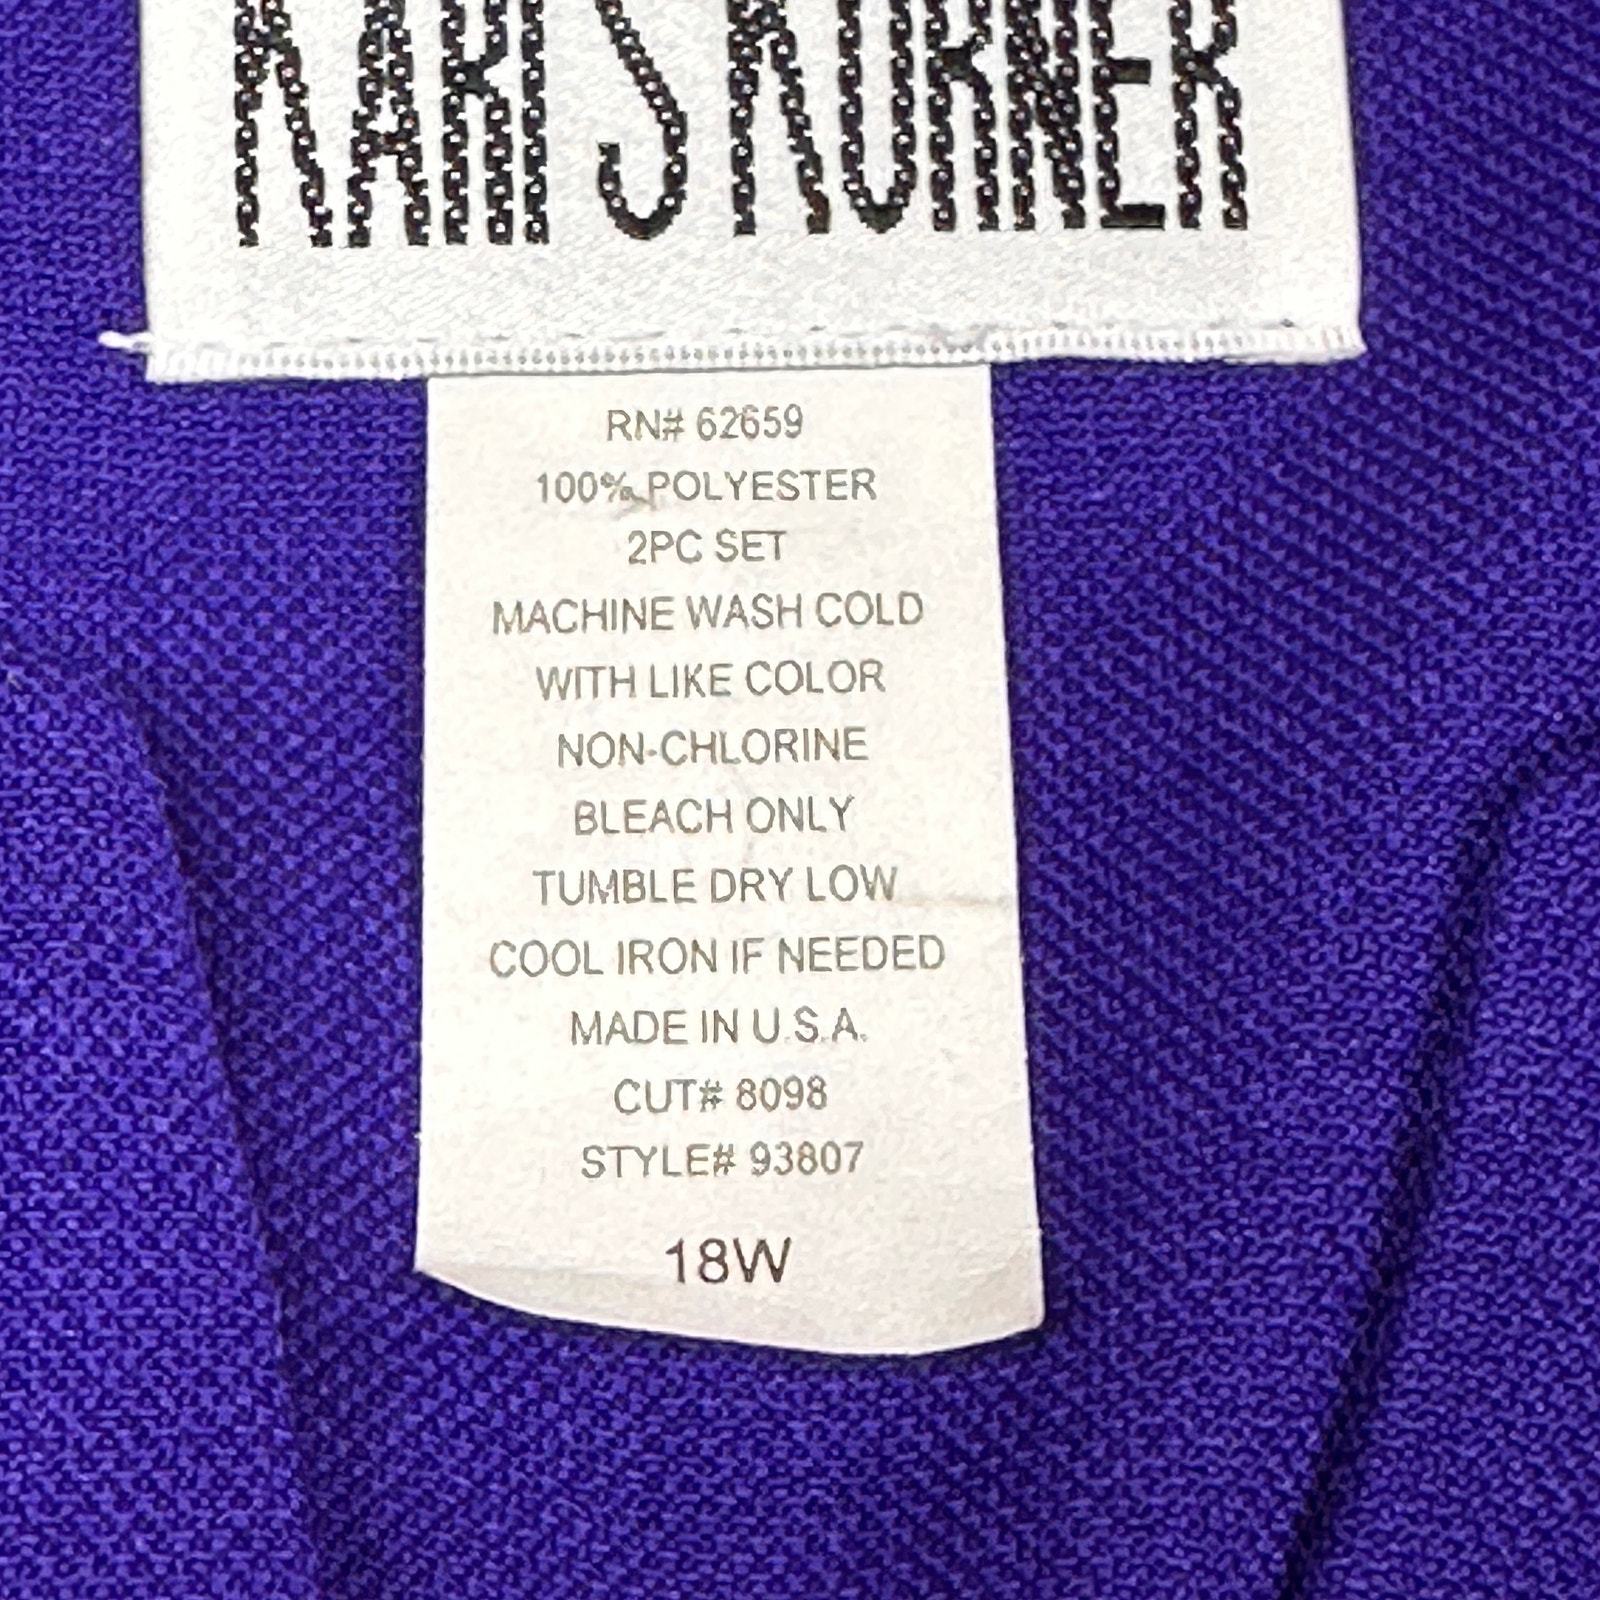 KARI'S KORNER
RN# 62659
100% POLYESTER
2PC SET
MACHINE WASH COLD
WITH LIKE COLOR
NON-CHLORINE
BLEACH ONLY
TUMBLE DRY LOW
COOL IRON IF NEEDED
MADE IN U.S.A.
CUT# 8098
STYLE# 93807
18W